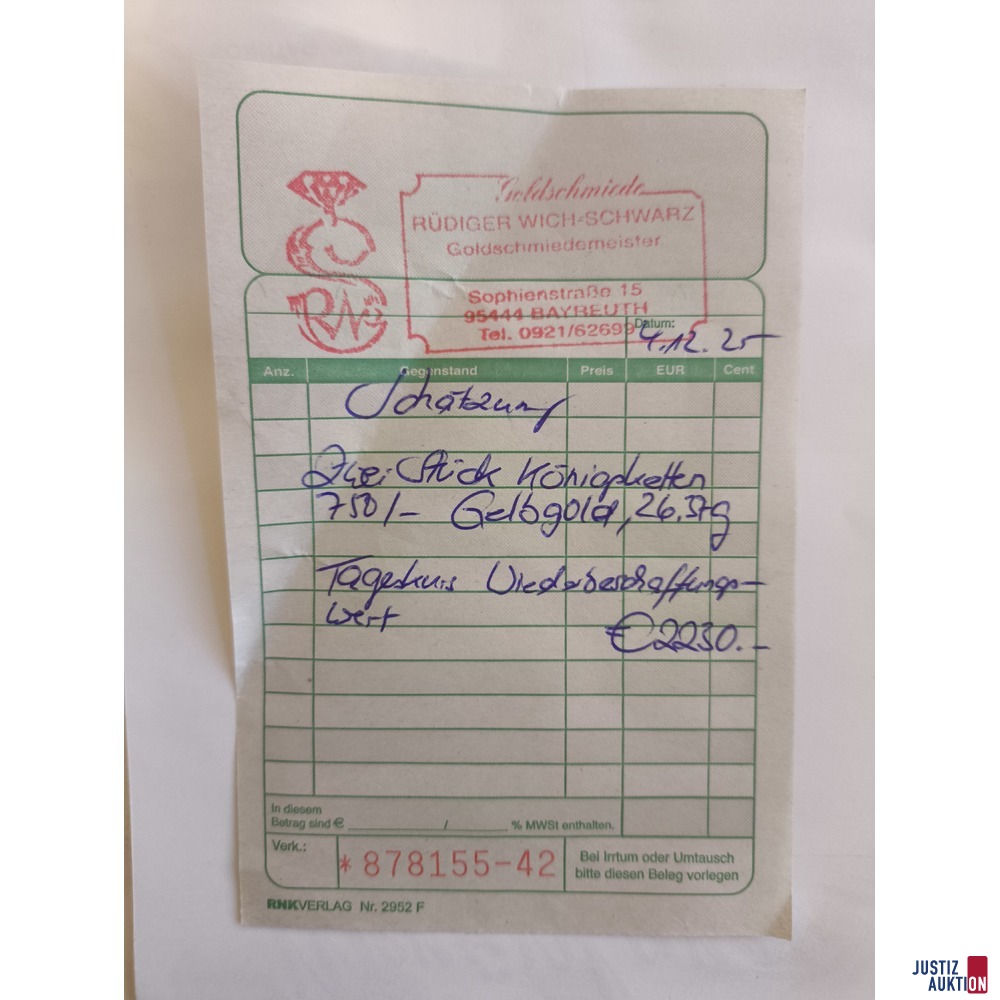 Goldschmiede
RÜDIGER WICH-SCHWARZ
Goldschmiedemeister
Sophienstraße 15
95444 BAYREUTH
Tel. 0921/62699
RW
Datum:
4.12.25
Anz. Gegenstand Preis EUR Cent
Schätzung
Zwei Stück Königsketten
750/- Gelbgold, 26.57g
Tageskurs Wiederbeschaffungs-
wert
€ 2230.-
In diesem
Betrag sind € / % MWSt enthalten.
Verk.:
*878155-42
Bei Irrtum oder Umtausch
bitte diesen Beleg vorlegen
RNKVERLAG Nr. 2952 F
JUSTIZ
AUKTION